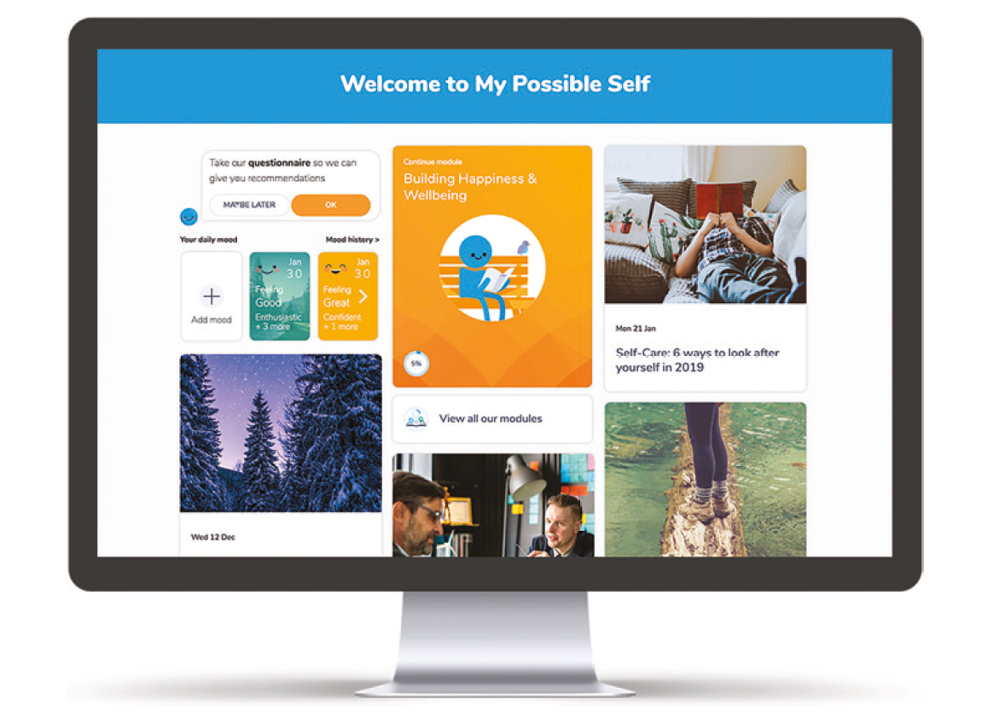 Welcome to My Possible Self
Take our questionnaire so we can
give you recommendations
MAYBE LATER
OK
Your daily mood
Mood history >
Add mood
Jan
30
Feeling
Good
Enthusiastic
+ 3 more
Jan
30
Feeling
Great
Confident
+ 1 more
Wed 12 Dec
Continue module
Building Happiness &
Wellbeing
5%
View all our modules
Mon 21 Jan
Self-Care: 6 ways to look after
yourself in 2019